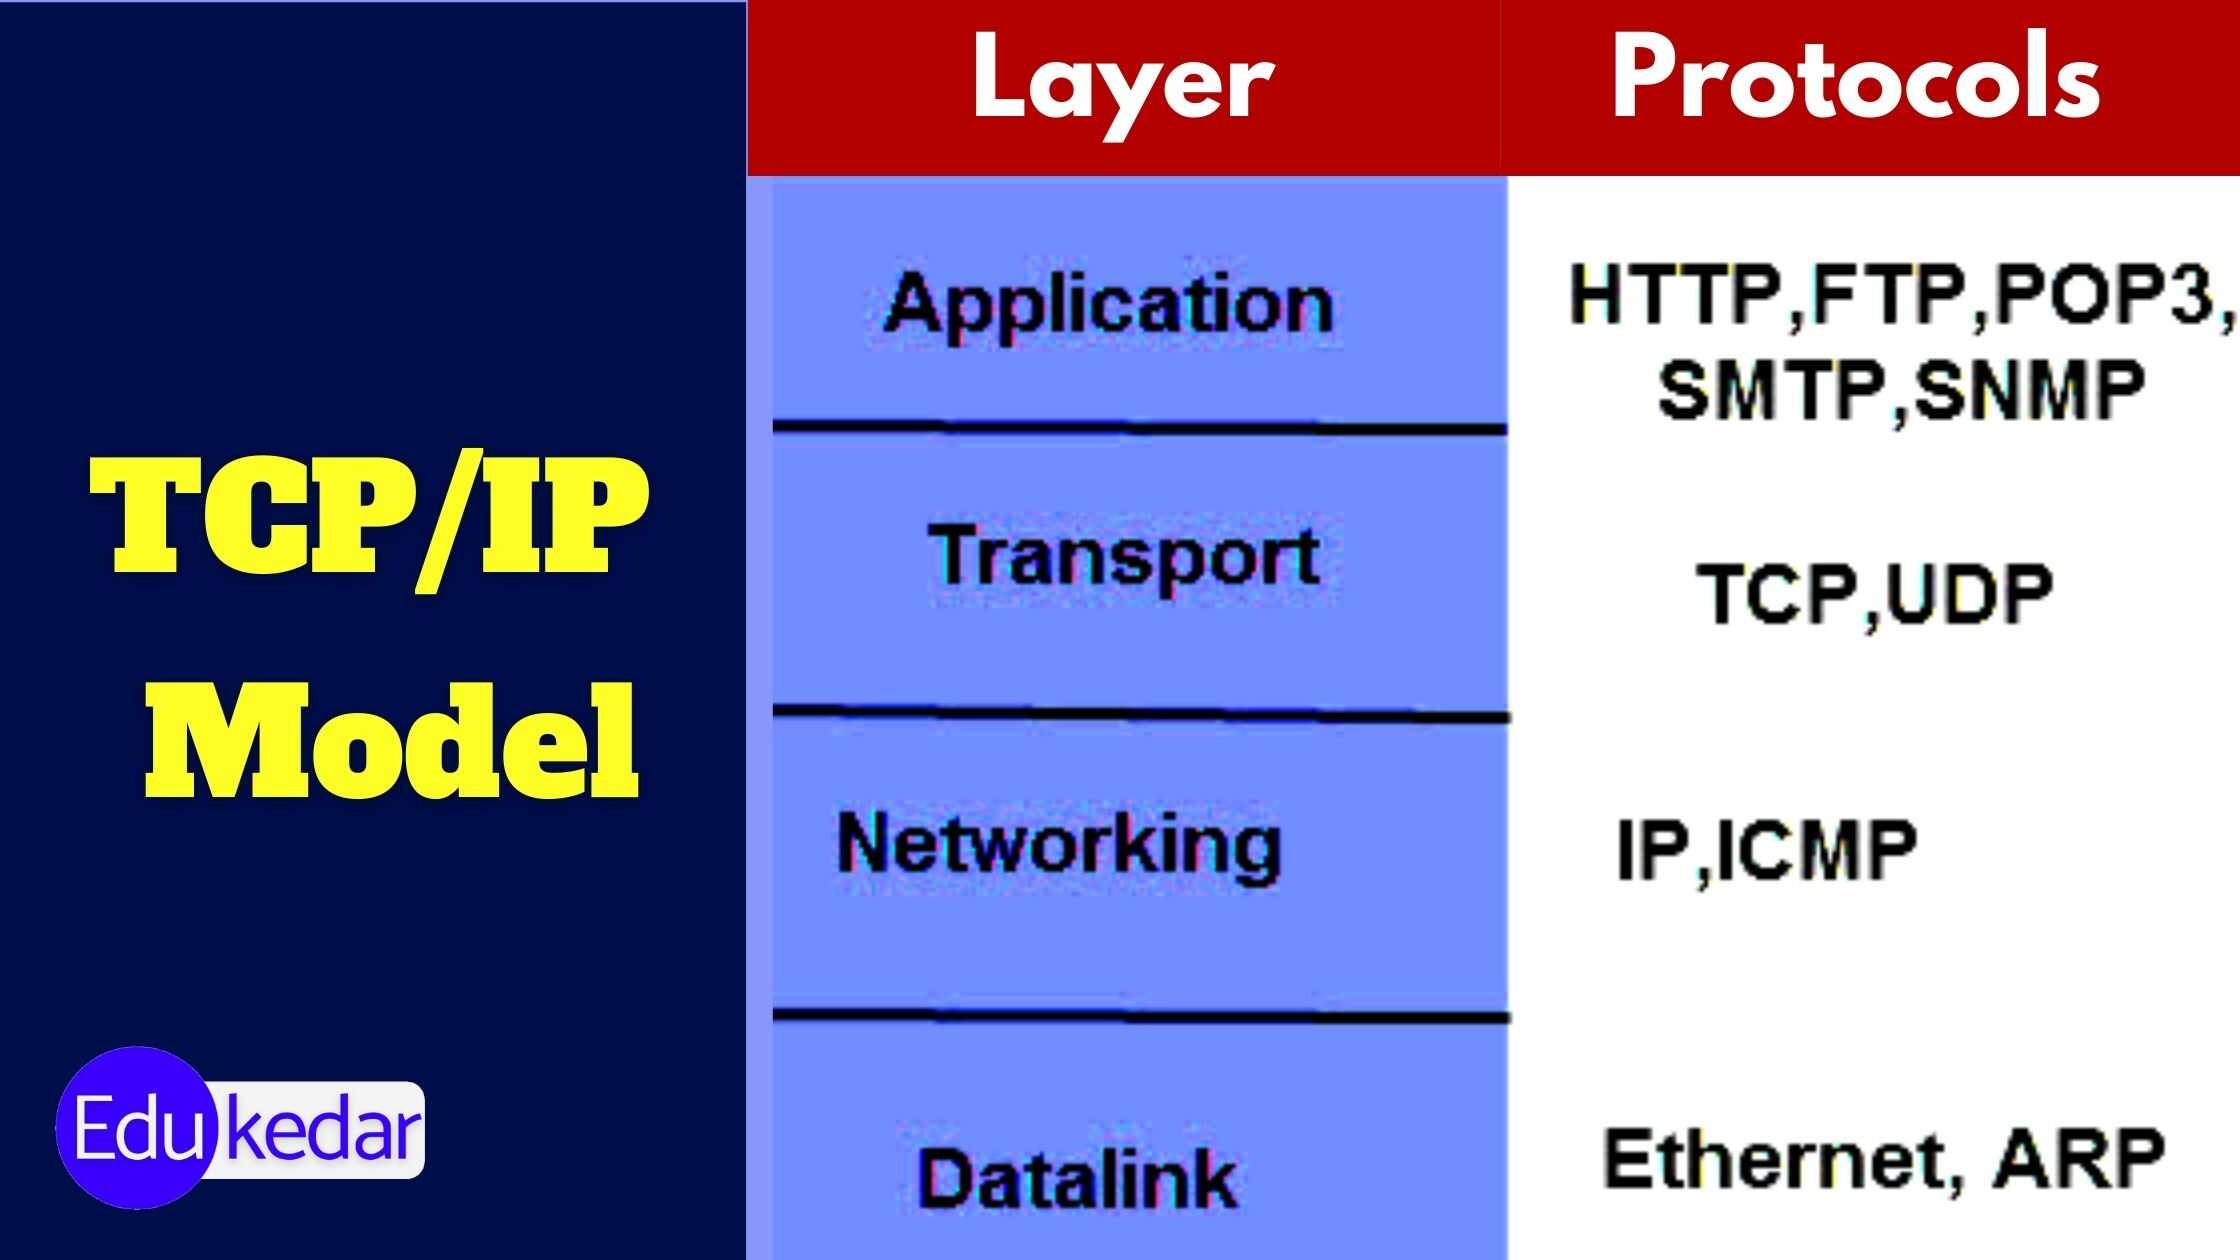 TCP/IP
Model
Edukedar
Layer Protocols
Application
HTTP,FTP,POP3,
SMTP,SNMP
Transport
TCP,UDP
Networking
IP,ICMP
Datalink
Ethernet, ARP